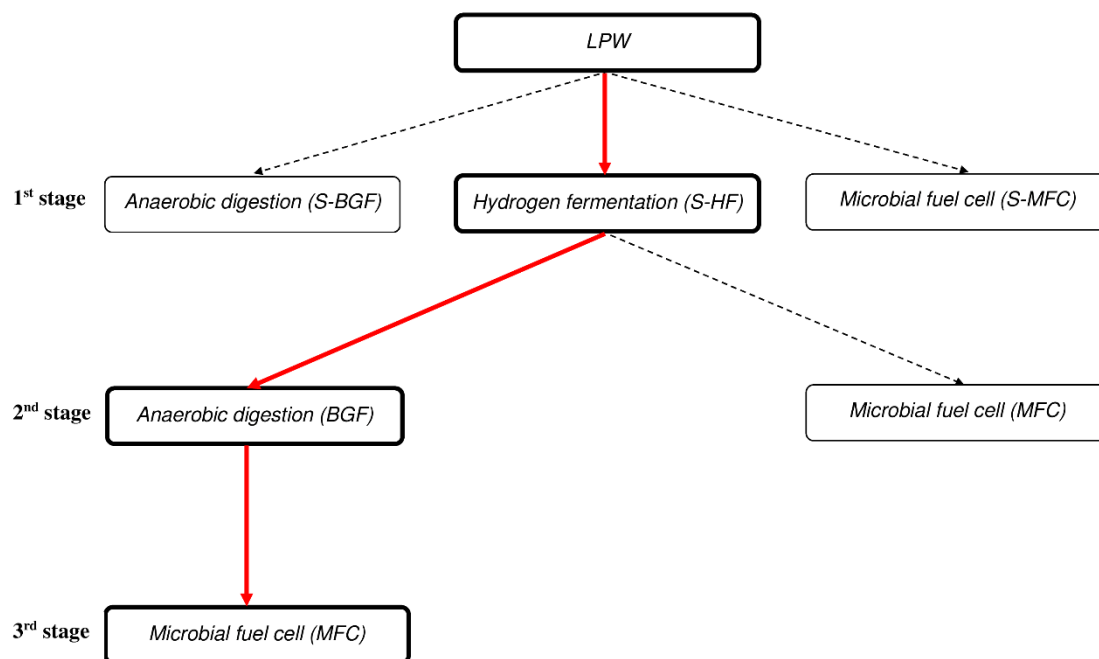 LPW
1st stage
Anaerobic digestion (S-BGF)
Hydrogen fermentation (S-HF)
Microbial fuel cell (S-MFC)
2nd stage
Anaerobic digestion (BGF)
Microbial fuel cell (MFC)
3rd stage
Microbial fuel cell (MFC)